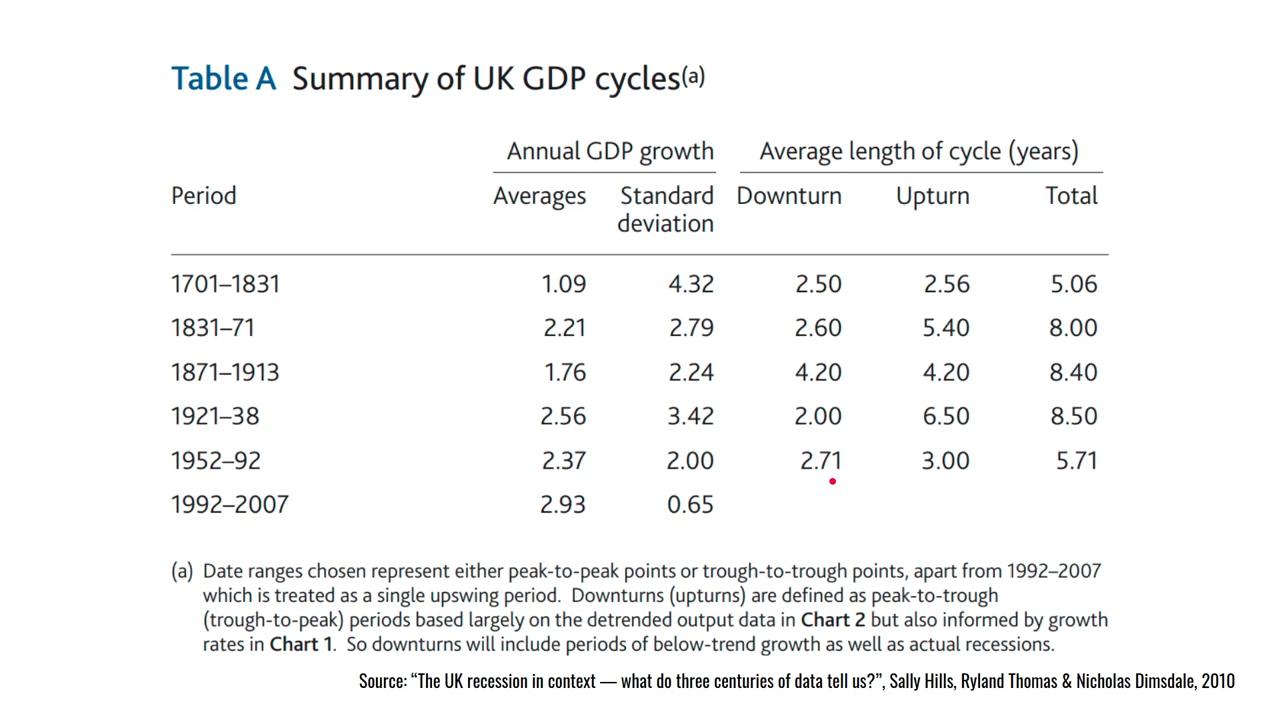 Table A Summary of UK GDP cycles(a)
Annual GDP growth Average length of cycle (years)
Period Averages Standard deviation Downturn Upturn Total
1701–1831 1.09 4.32 2.50 2.56 5.06
1831–71 2.21 2.79 2.60 5.40 8.00
1871–1913 1.76 2.24 4.20 4.20 8.40
1921–38 2.56 3.42 2.00 6.50 8.50
1952–92 2.37 2.00 2.71 3.00 5.71
1992–2007 2.93 0.65
(a) Date ranges chosen represent either peak-to-peak points or trough-to-trough points, apart from 1992–2007
which is treated as a single upswing period. Downturns (upturns) are defined as peak-to-trough
(trough-to-peak) periods based largely on the detrended output data in Chart 2 but also informed by growth
rates in Chart 1. So downturns will include periods of below-trend growth as well as actual recessions.
Source: “The UK recession in context — what do three centuries of data tell us?”, Sally Hills, Ryland Thomas & Nicholas Dimsdale, 2010